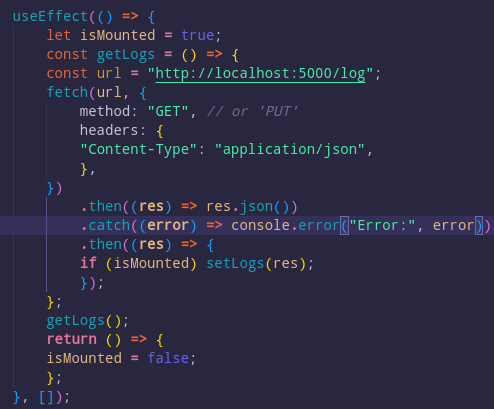 useEffect(() => {
let isMounted = true;
const getLogs = () => {
const url = "http://localhost:5000/log";
fetch(url, {
method: "GET", // or 'PUT'
headers: {
"Content-Type": "application/json",
},
})
.then((res) => res.json())
.catch((error) => console.error("Error:", error))
.then((res) => {
if (isMounted) setLogs(res);
});
};
getLogs();
return () => {
isMounted = false;
};
}, []);